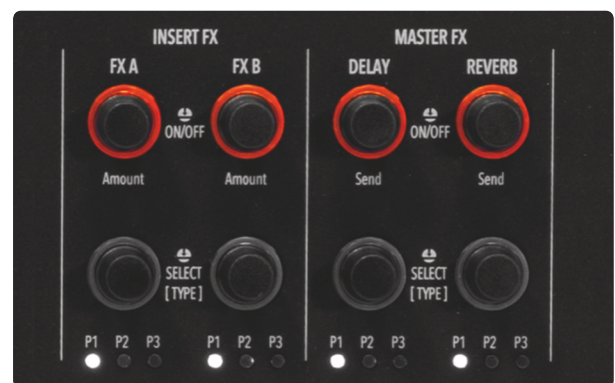 INSERT FX MASTER FX
FX A FX B DELAY REVERB
ON/OFF ON/OFF
Amount Amount Send Send
SELECT SELECT
[ TYPE ] [ TYPE ]
P1 P2 P3 P1 P2 P3 P1 P2 P3 P1 P2 P3